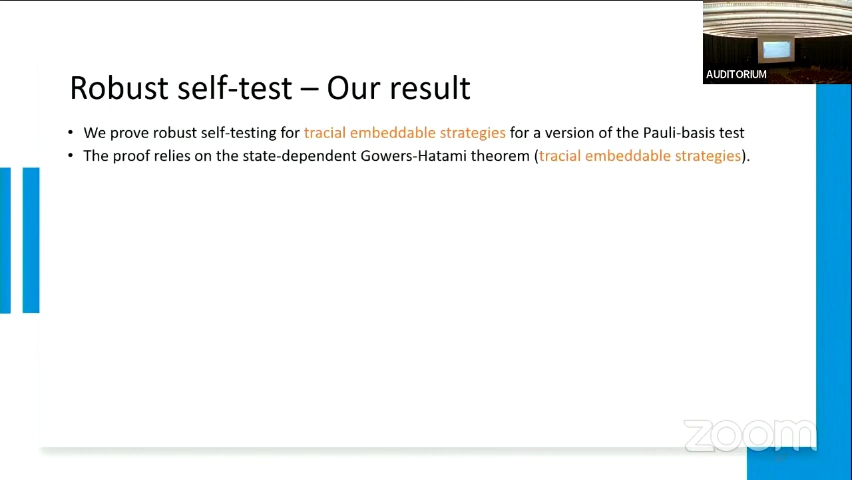 AUDITORIUM
Robust self-test – Our result
• We prove robust self-testing for tracial embeddable strategies for a version of the Pauli-basis test
• The proof relies on the state-dependent Gowers-Hatami theorem (tracial embeddable strategies).
zoom